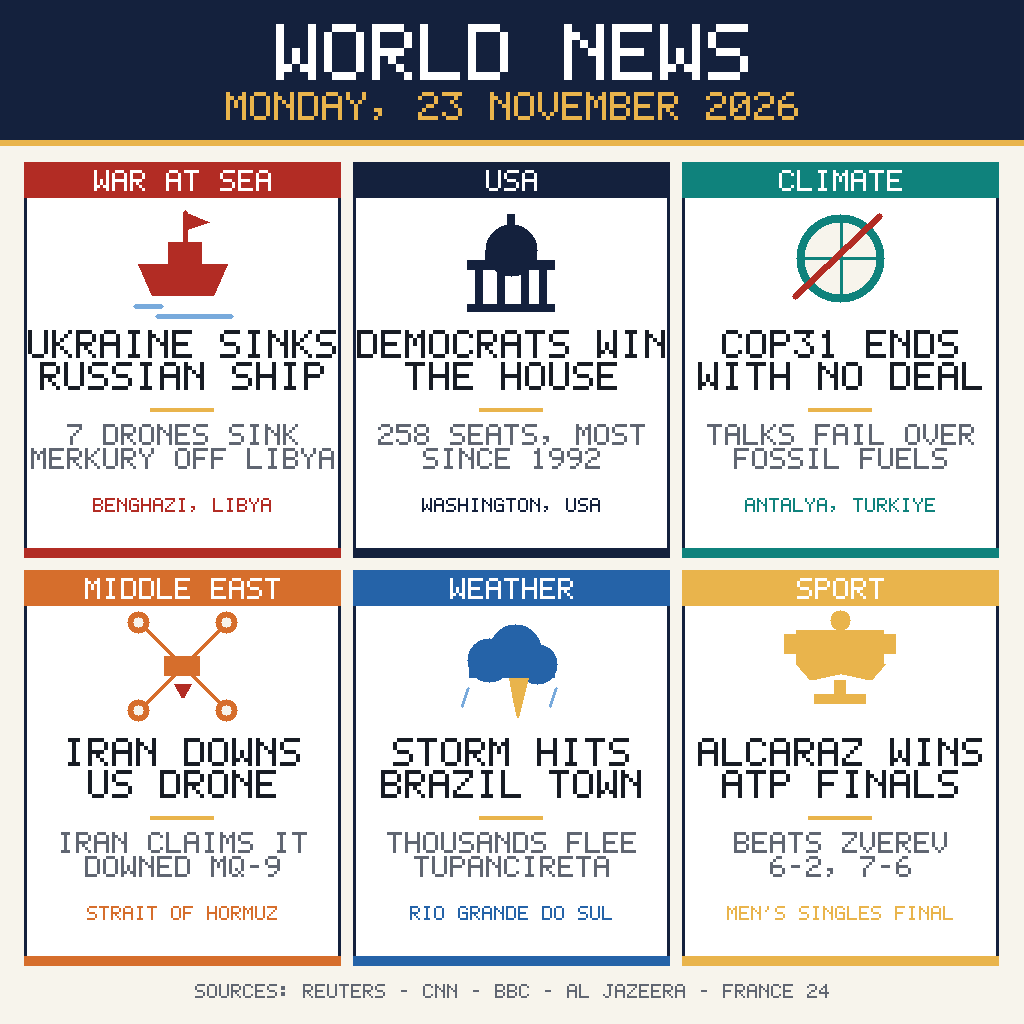 WORLD NEWS
MONDAY, 23 NOVEMBER 2026
WAR AT SEA
UKRAINE SINKS
RUSSIAN SHIP
7 DRONES SINK
MERKURY OFF LIBYA
BENGHAZI, LIBYA
USA
DEMOCRATS WIN
THE HOUSE
258 SEATS, MOST
SINCE 1992
WASHINGTON, USA
CLIMATE
COP31 ENDS
WITH NO DEAL
TALKS FAIL OVER
FOSSIL FUELS
ANTALYA, TURKIYE
MIDDLE EAST
IRAN DOWNS
US DRONE
IRAN CLAIMS IT
DOWNED MQ-9
STRAIT OF HORMUZ
WEATHER
STORM HITS
BRAZIL TOWN
THOUSANDS FLEE
TUPANCIRETA
RIO GRANDE DO SUL
SPORT
ALCARAZ WINS
ATP FINALS
BEATS ZVEREV
6-2, 7-6
MEN'S SINGLES FINAL
SOURCES: REUTERS - CNN - BBC - AL JAZEERA - FRANCE 24